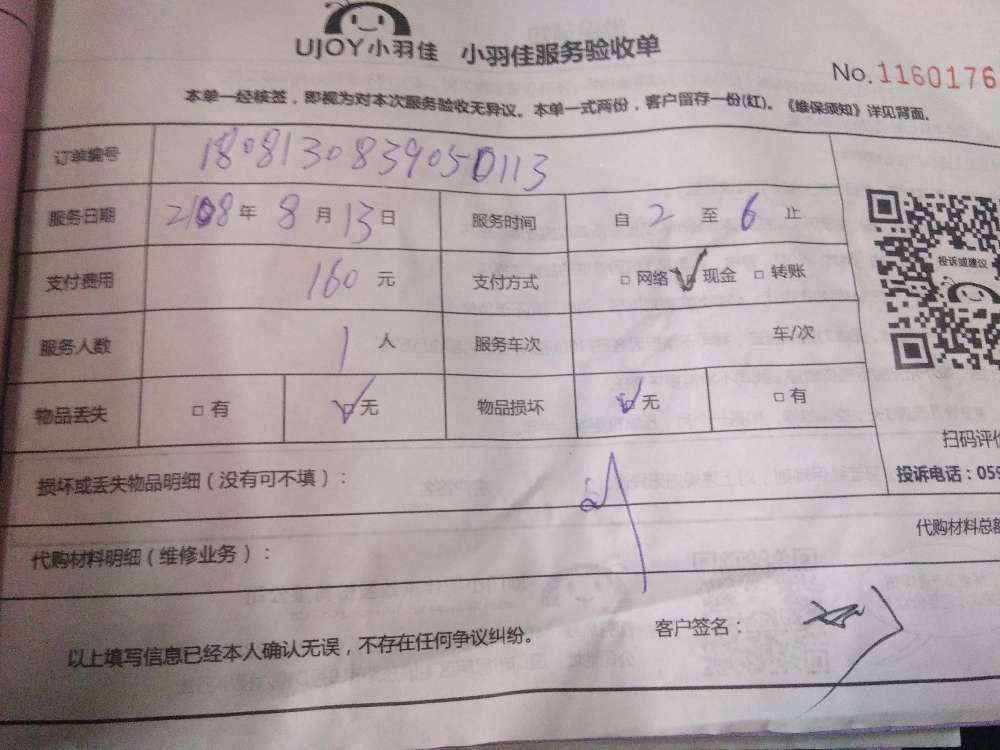 UJOY小羽佳 小羽佳服务验收单
No.1160176
本单一经核签，即视为对本次服务验收无异议。本单一式两份，客户留存一份(红)。《维保须知》详见背面。
订单编号 1808130839050113
服务日期 2108年 8月 13日 服务时间 自 2 至 6 止
支付费用 160 元 支付方式 □网络 □现金 □转账
服务人数 1 人 服务车次 车/次
物品丢失 □有 □无 物品损坏 □无 □有
投诉或建议
扫码评价
投诉电话：059
损坏或丢失物品明细（没有可不填）：
代购材料总额
代购材料明细（维修业务）：
以上填写信息已经本人确认无误，不存在任何争议纠纷。 客户签名：